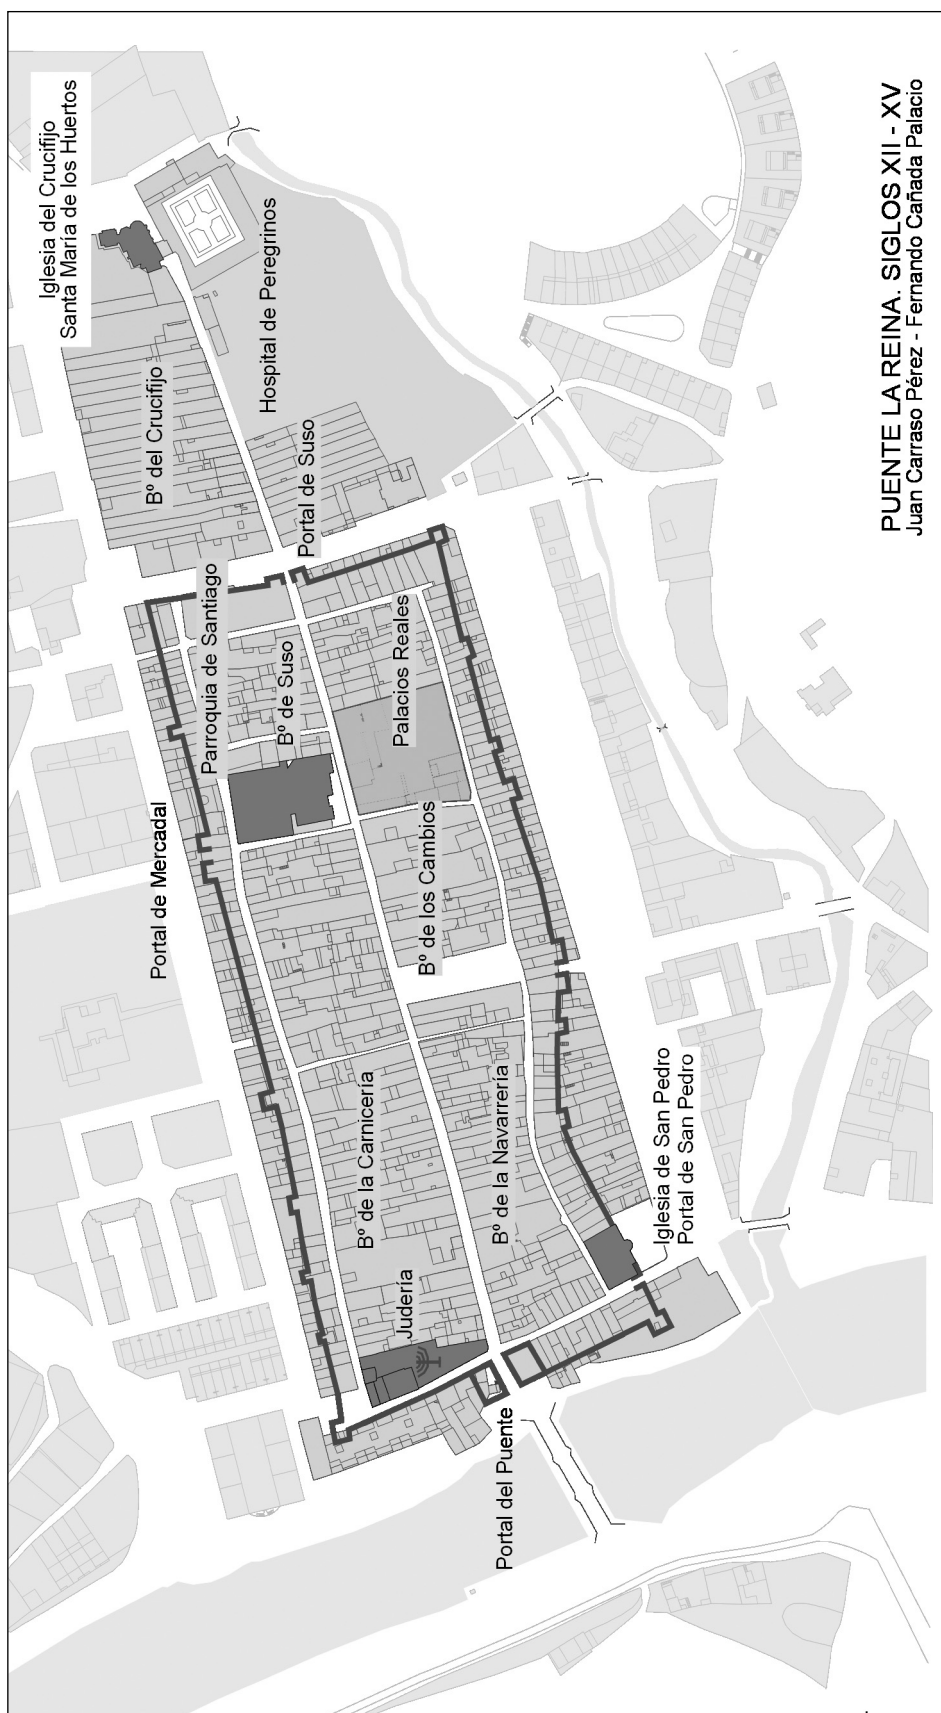 Iglesia del Crucifijo
Santa María de los Huertos
Bº del Crucifijo
Hospital de Peregrinos
Portal de Suso
Parroquia de Santiago
Bº de Suso
Palacios Reales
Portal de Mercadal
Bº de los Cambios
Bº de la Carnicería
Bº de la Navarrería
Iglesia de San Pedro
Portal de San Pedro
Judería
Portal del Puente
PUENTE LA REINA. SIGLOS XII - XV
Juan Carraso Pérez - Fernando Cañada Palacio